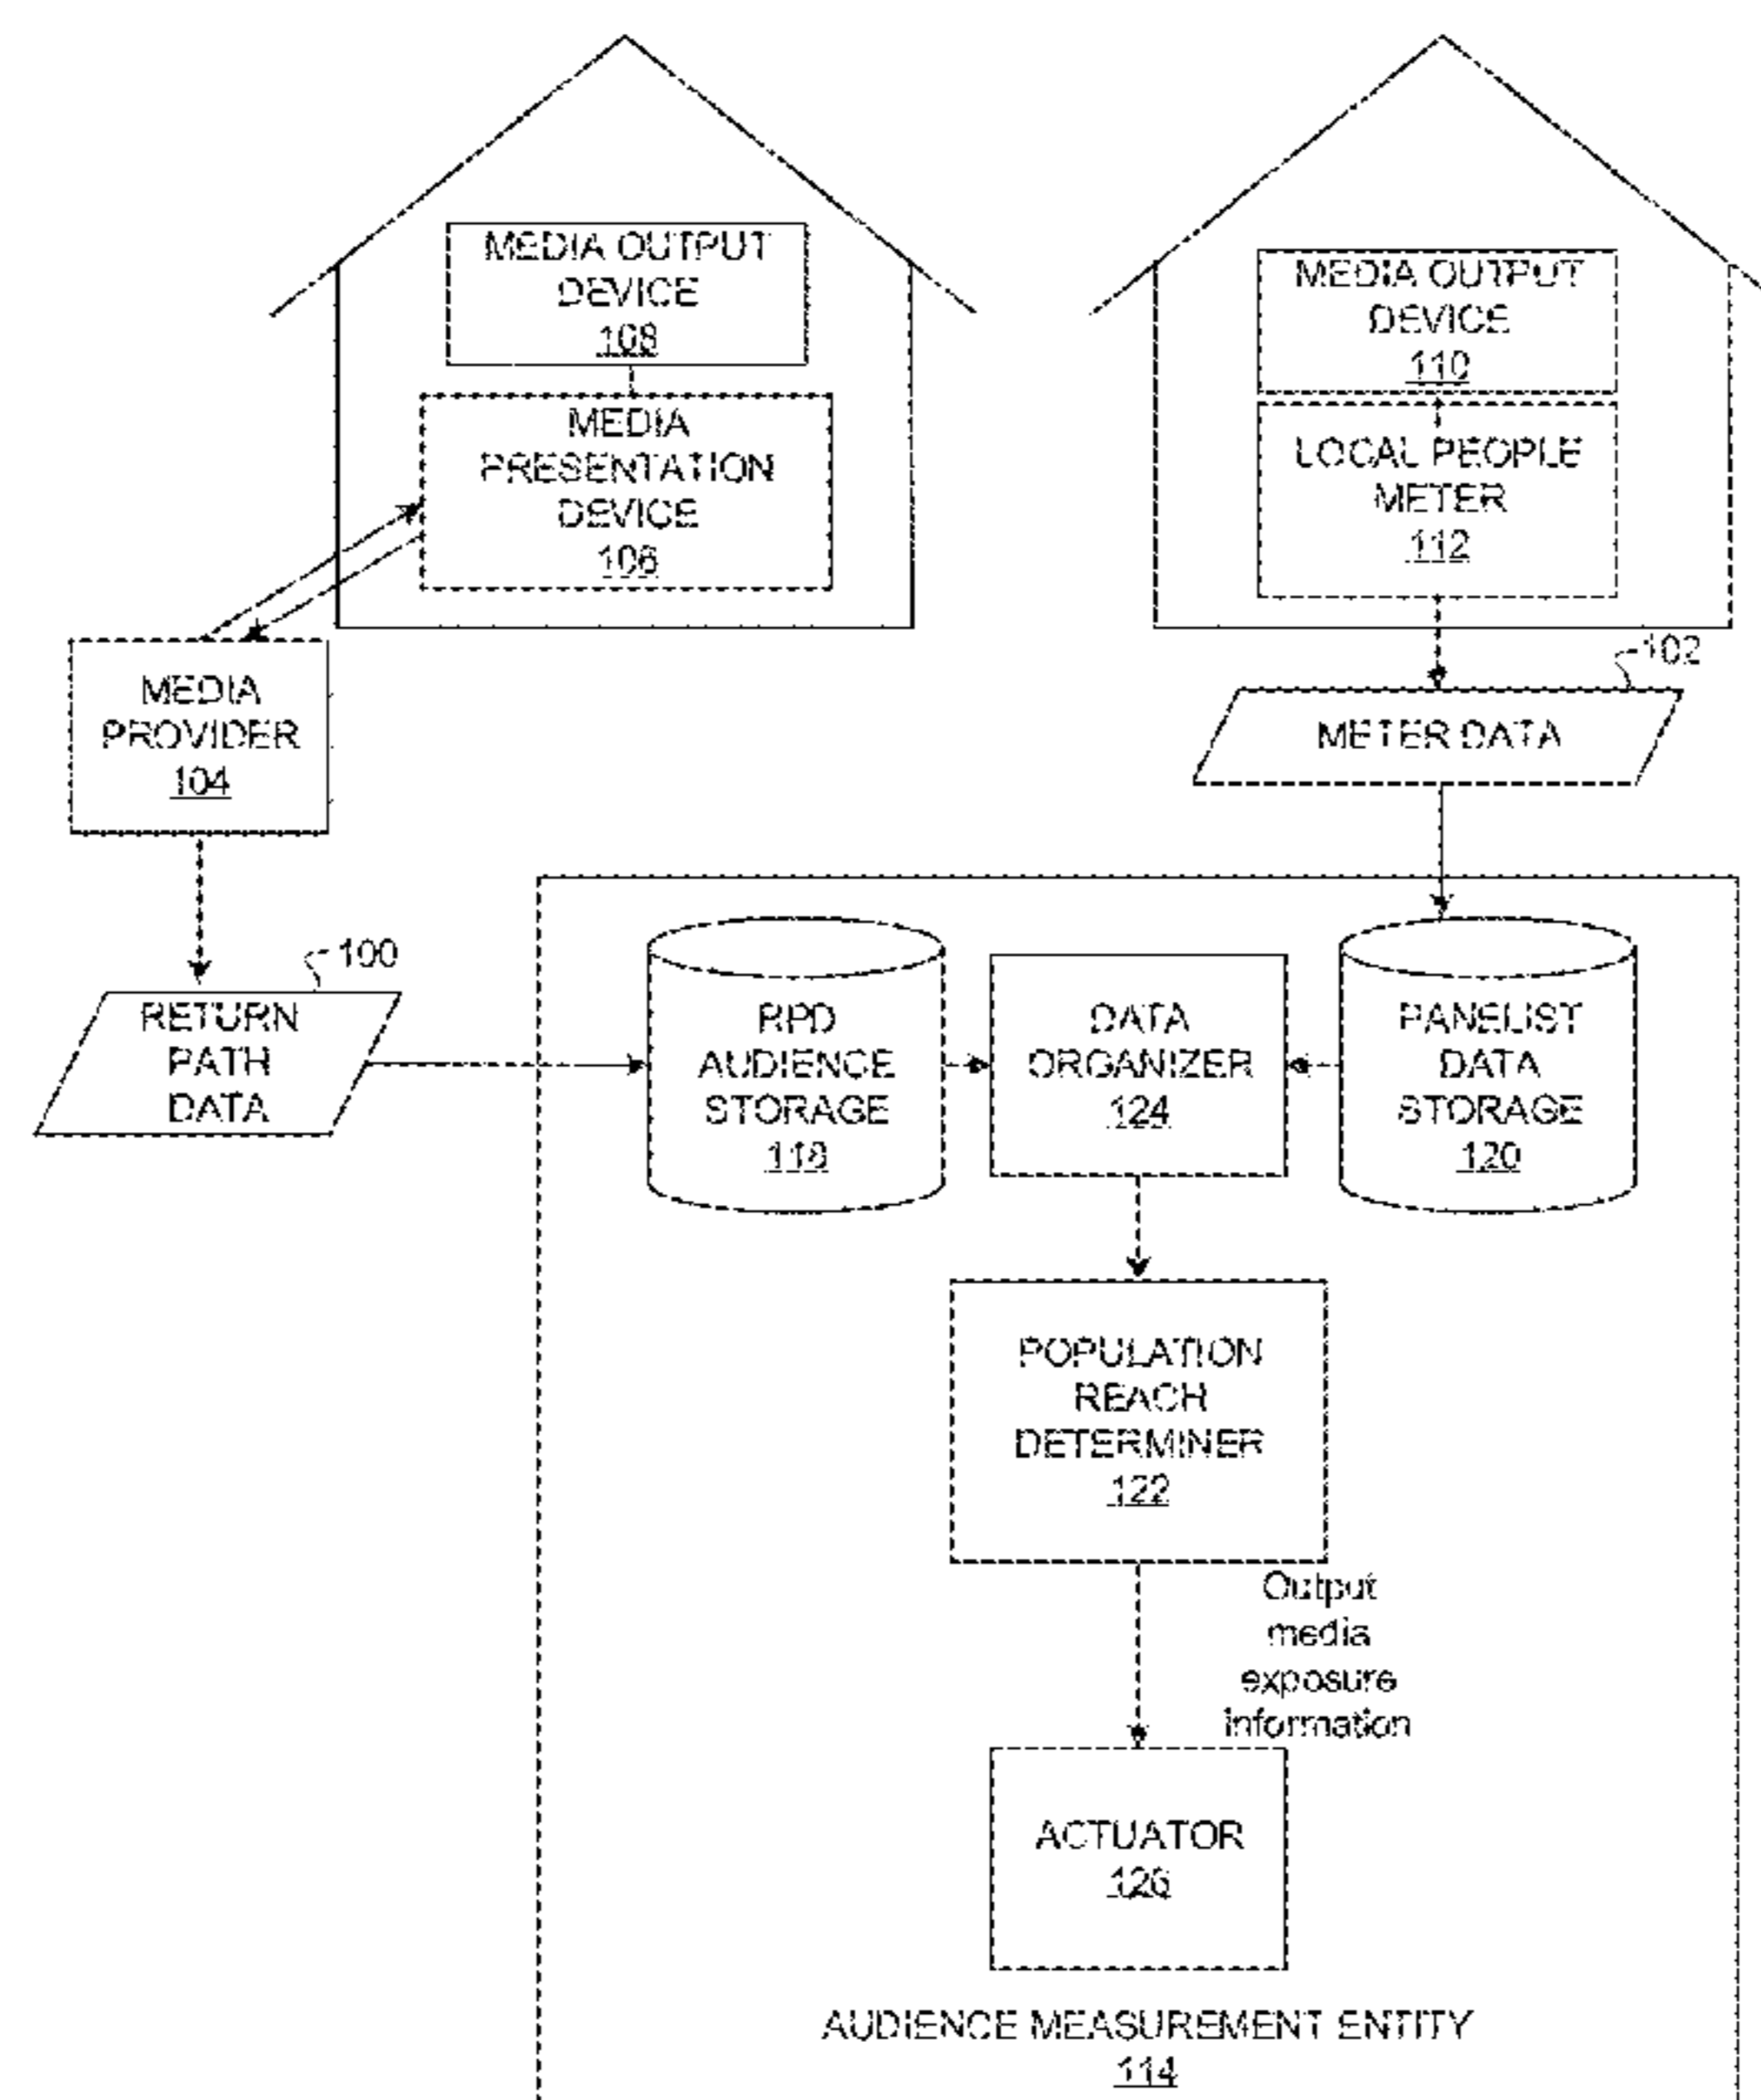 MEDIA OUTPUT
DEVICE
108
MEDIA
PRESENTATION
DEVICE
106
MEDIA OUTPUT
DEVICE
110
LOCAL PEOPLE
METER
112
MEDIA
PROVIDER
104
102
METER DATA
100
RETURN
PATH
DATA
RPD
AUDIENCE
STORAGE
118
DATA
ORGANIZER
124
PANELIST
DATA
STORAGE
120
POPULATION
REACH
DETERMINER
122
Output
media
exposure
information
ACTUATOR
126
AUDIENCE MEASUREMENT ENTITY
114